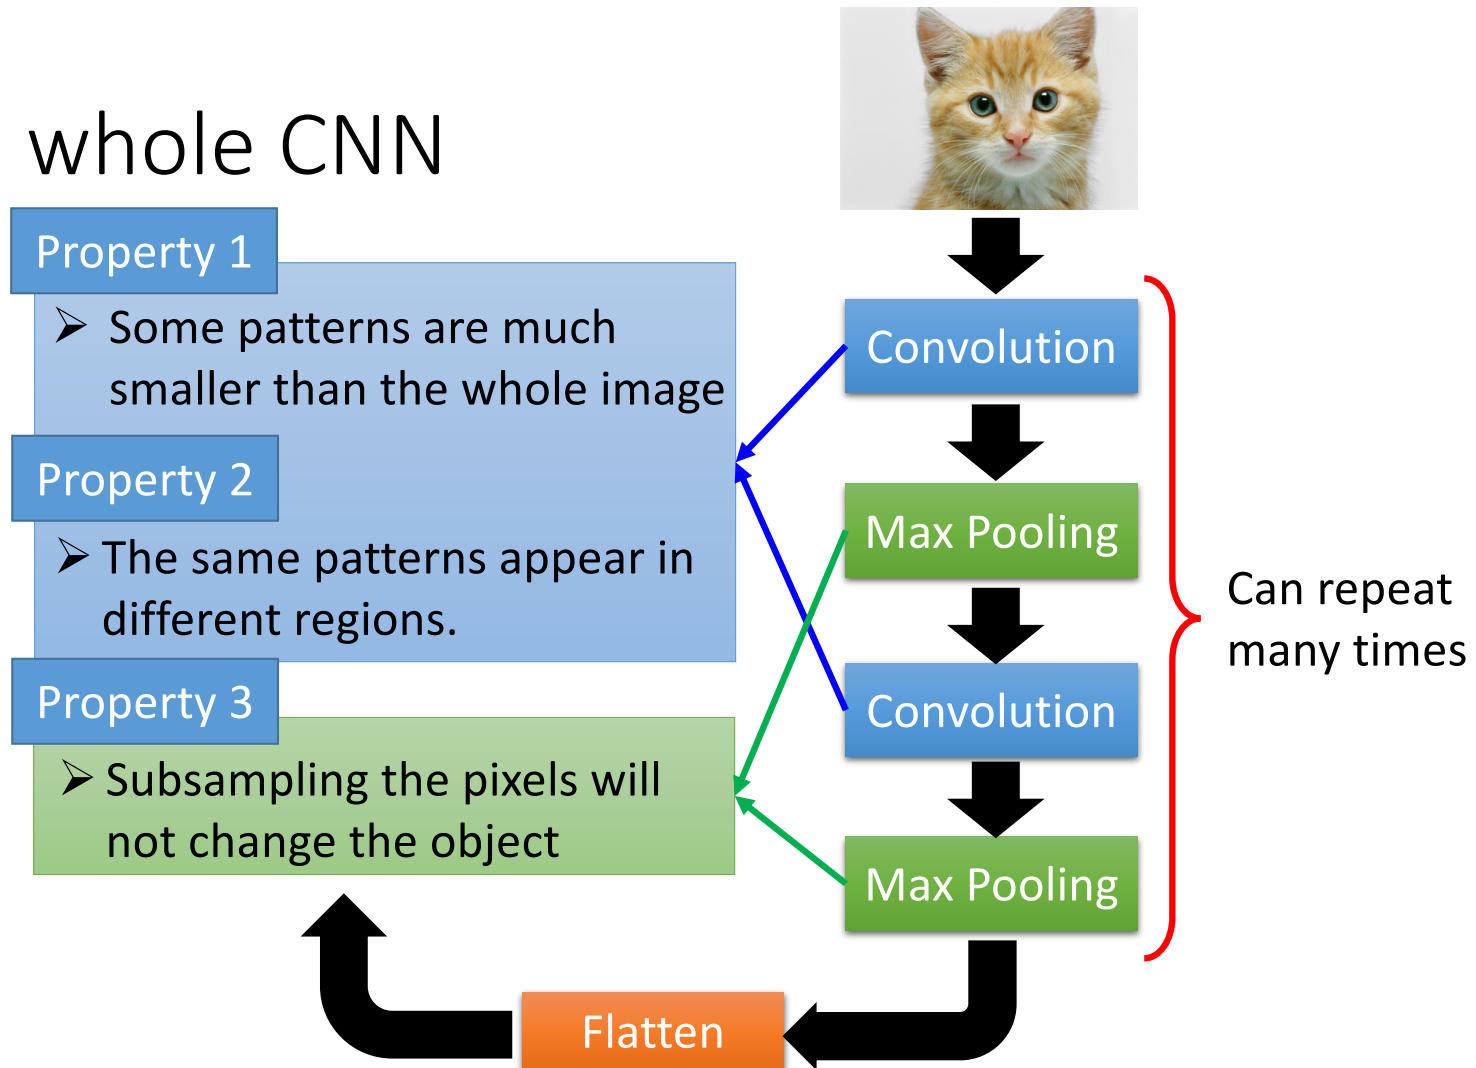 whole CNN
Property 1
Some patterns are much
smaller than the whole image
Property 2
The same patterns appear in
different regions.
Property 3
Subsampling the pixels will
not change the object
Convolution
Max Pooling
Convolution
Max Pooling
Can repeat
many times
Flatten